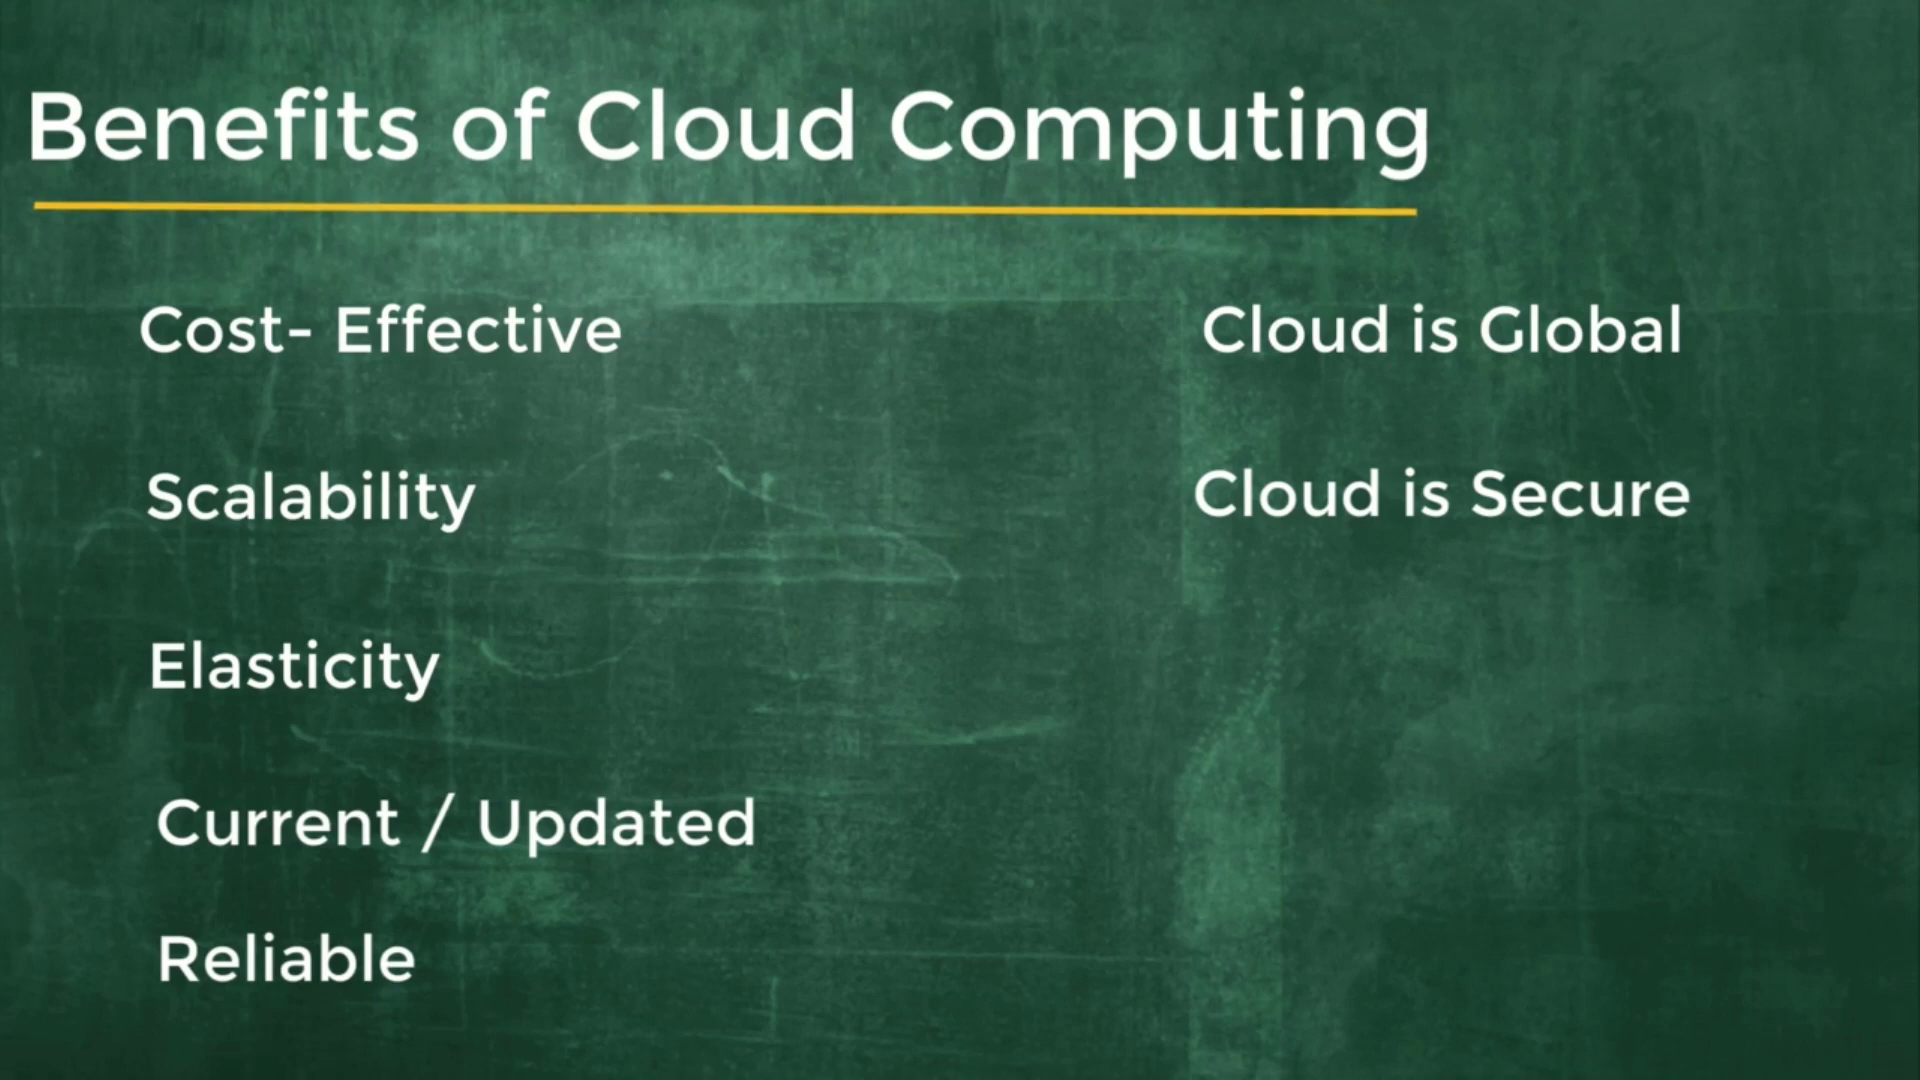 Benefits of Cloud Computing
Cost- Effective
Scalability
Elasticity
Current / Updated
Reliable
Cloud is Global
Cloud is Secure